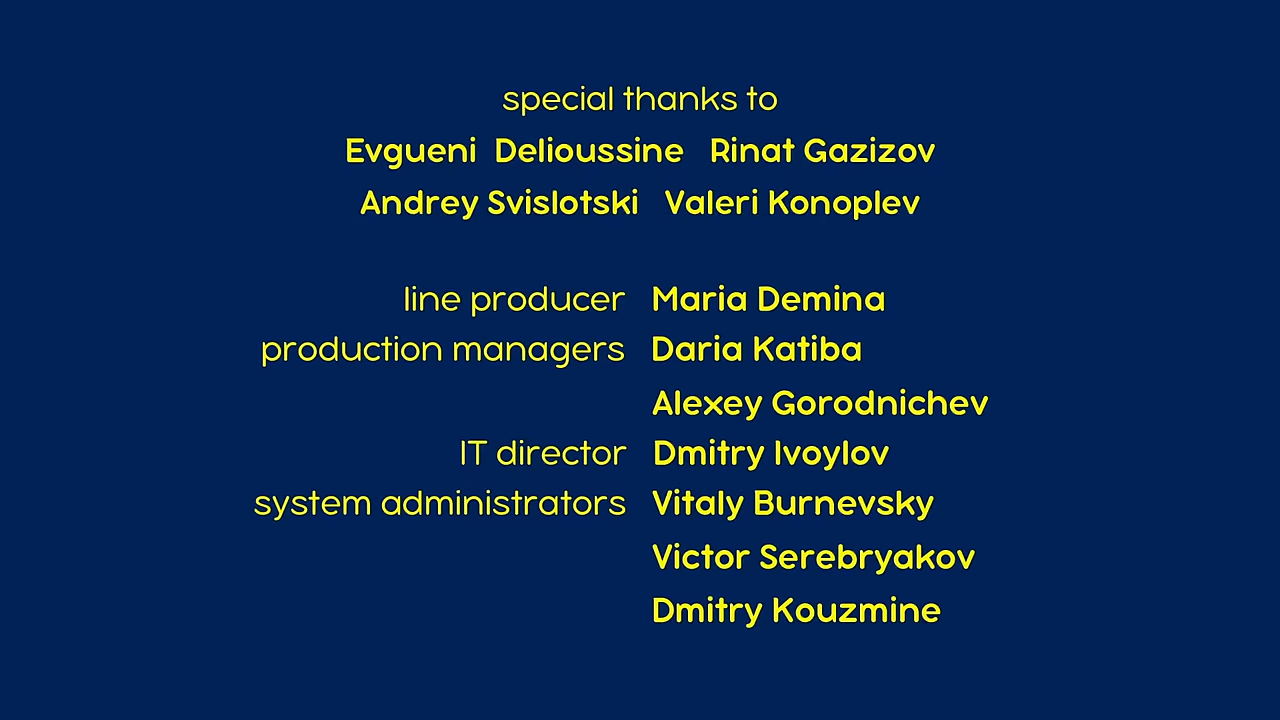 special thanks to
Evgueni Delioussine Rinat Gazizov
Andrey Svislotski Valeri Konoplev
line producer Maria Demina
production managers Daria Katiba
Alexey Gorodnichev
IT director Dmitry Ivoylov
system administrators Vitaly Burnevsky
Victor Serebryakov
Dmitry Kouzmine